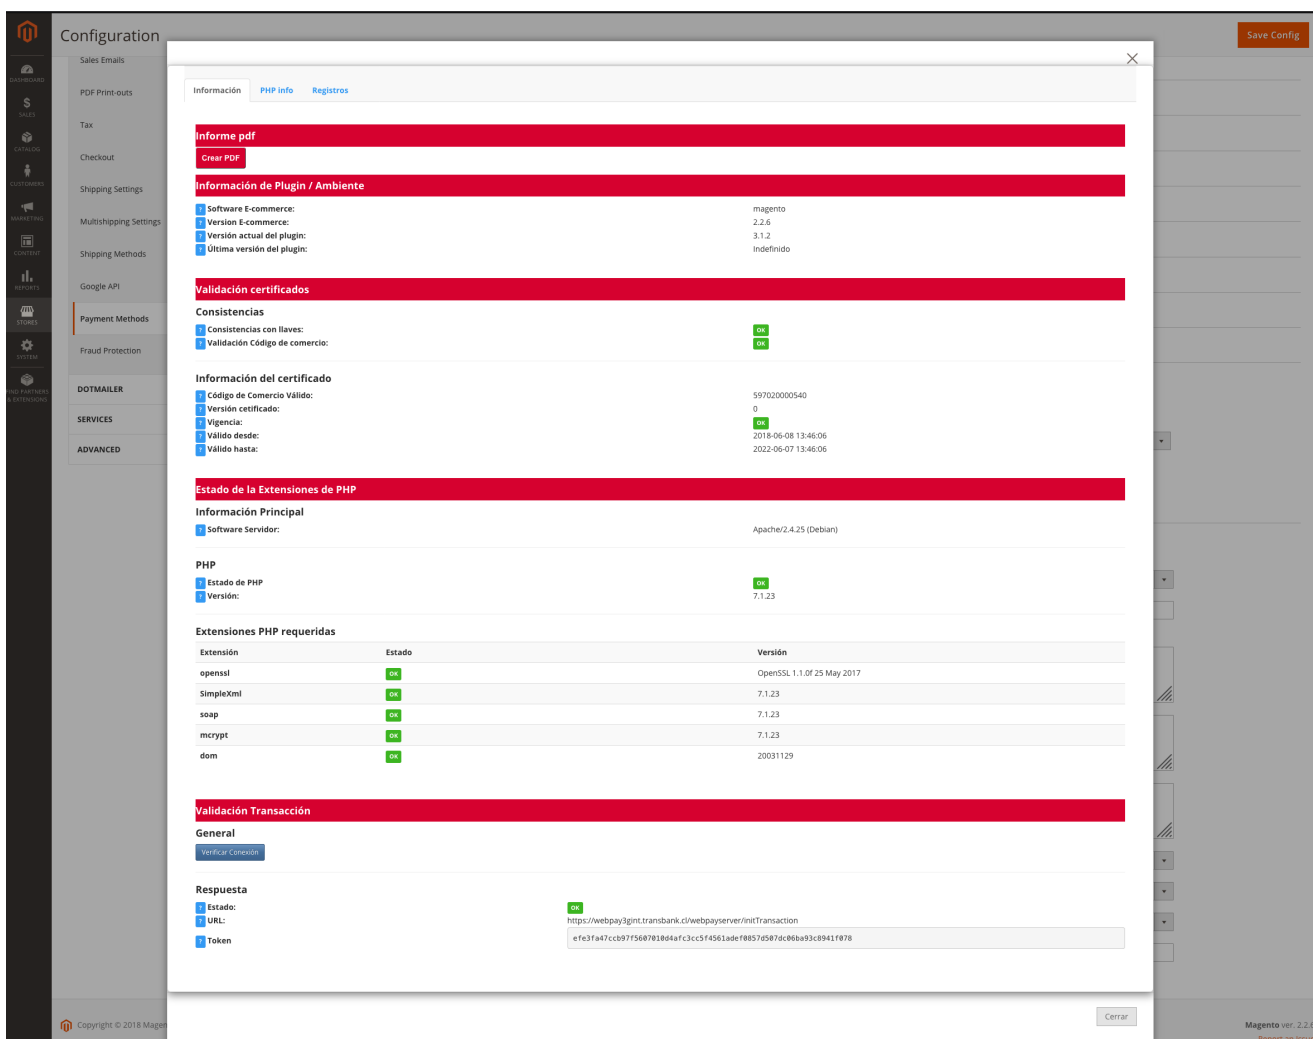 Configuration
Save Config
DASHBOARD
SALES
CATALOG
CUSTOMERS
MARKETING
CONTENT
REPORTS
STORES
SYSTEM
FIND PARTNERS
& EXTENSIONS
Sales Emails
PDF Print-outs
Tax
Checkout
Shipping Settings
Multishipping Settings
Shipping Methods
Google API
Payment Methods
Fraud Protection
DOTMAILER
SERVICES
ADVANCED
Información PHP info Registros
Informe pdf
Crear PDF
Información de Plugin / Ambiente
? Software E-commerce: magento
? Version E-commerce: 2.2.6
? Versión actual del plugin: 3.1.2
? Última versión del plugin: Indefinido
Validación certificados
Consistencias
? Consistencias con llaves: OK
? Validación Código de comercio: OK
Información del certificado
? Código de Comercio Válido: 597020000540
? Versión cetificado: 0
? Vigencia: OK
? Válido desde: 2018-06-08 13:46:06
? Válido hasta: 2022-06-07 13:46:06
Estado de la Extensiones de PHP
Información Principal
? Software Servidor: Apache/2.4.25 (Debian)
PHP
? Estado de PHP OK
? Versión: 7.1.23
Extensiones PHP requeridas
Extensión Estado Versión
openssl OK OpenSSL 1.1.0f 25 May 2017
SimpleXml OK 7.1.23
soap OK 7.1.23
mcrypt OK 7.1.23
dom OK 20031129
Validación Transacción
General
Verificar Conexión
Respuesta
? Estado: OK
? URL: https://webpay3gint.transbank.cl/webpayserver/initTransaction
? Token efe3fa47ccb97f5607010d4afc3cc5f4561adef0857d507dc06ba93c8941f078
Cerrar
Copyright © 2018 Magen
Magento ver. 2.2.6